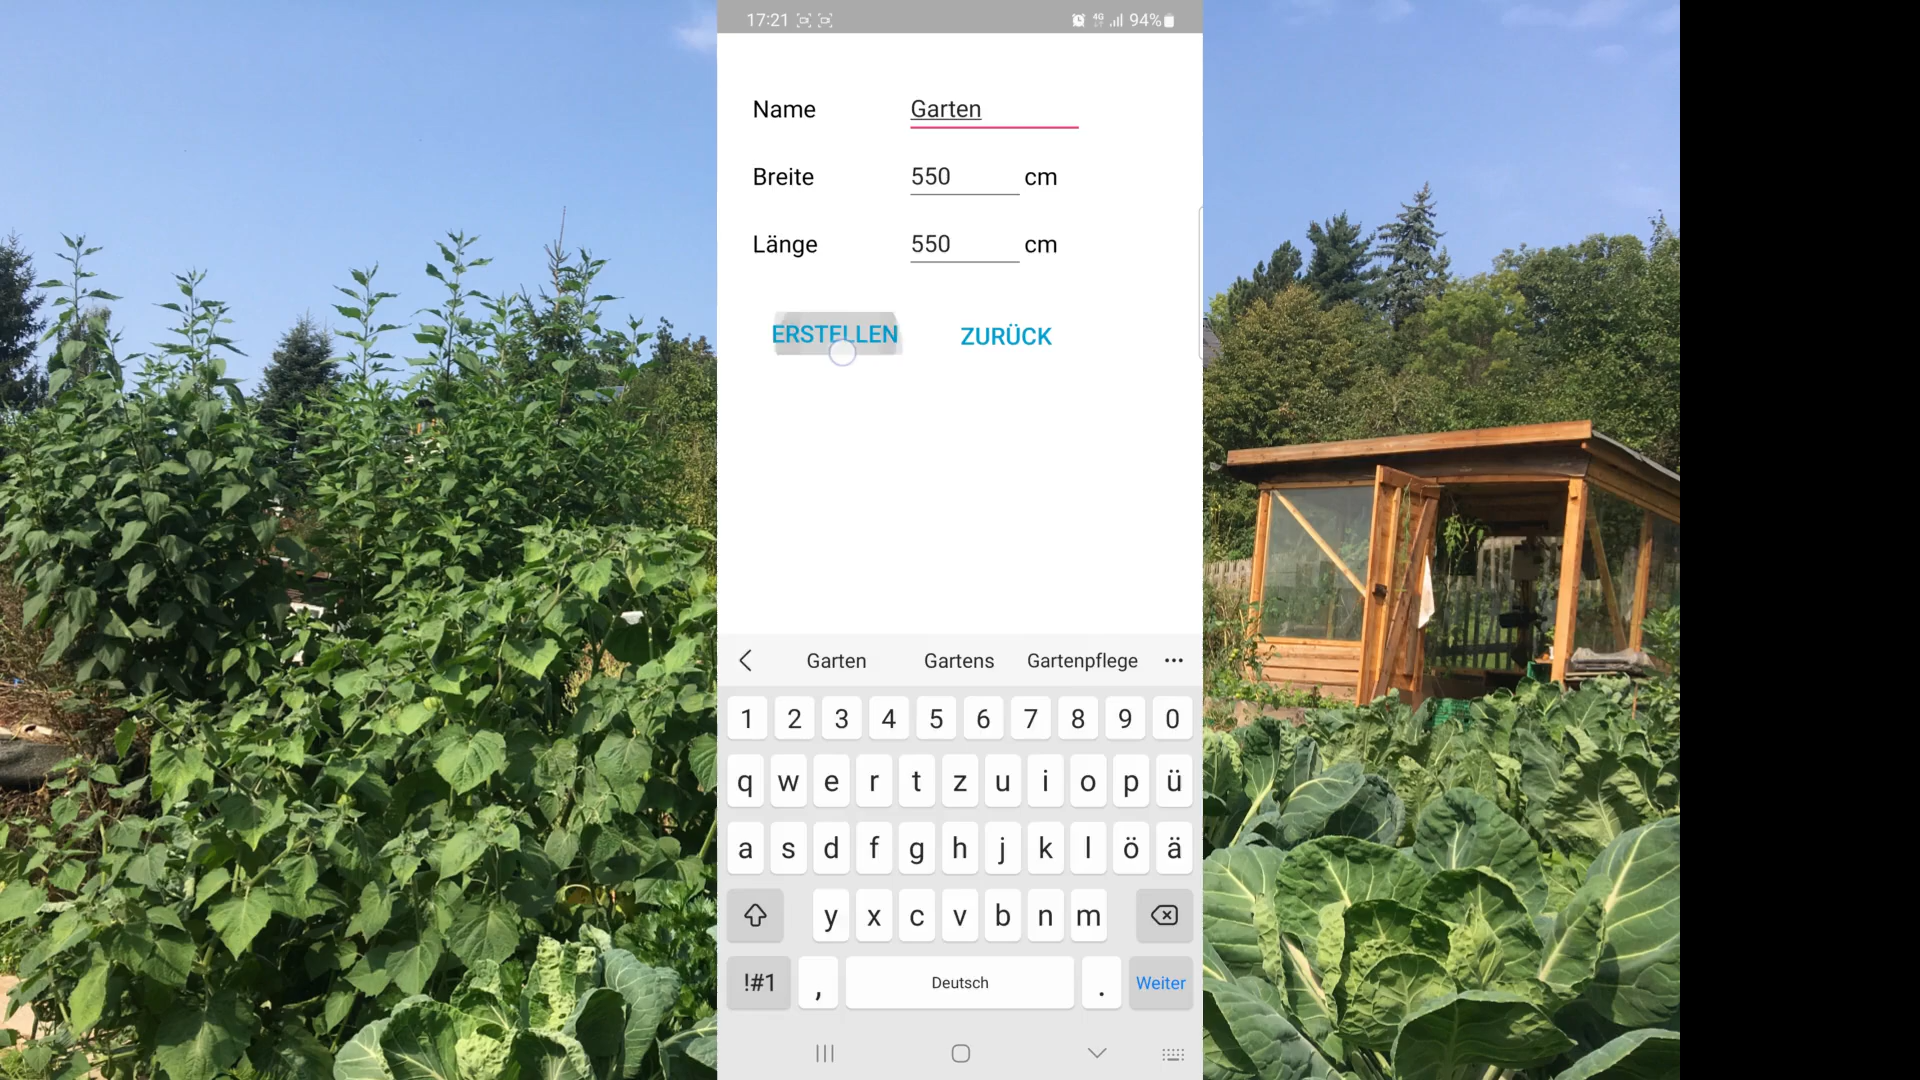 17:21 4G 94%
Name Garten
Breite 550 cm
Länge 550 cm
ERSTELLEN ZURÜCK
Garten Gartens Gartenpflege ...
1 2 3 4 5 6 7 8 9 0
q w e r t z u i o p ü
a s d f g h j k l ö ä
y x c v b n m
!#1 , Deutsch . Weiter